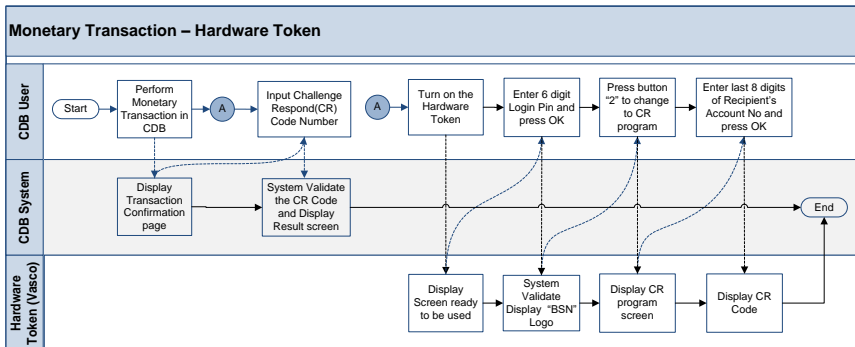 Monetary Transaction – Hardware Token
CDB User
Start
Perform
Monetary
Transaction in
CDB
A
Input Challenge
Respond(CR)
Code Number
A
Turn on the
Hardware
Token
Enter 6 digit
Login Pin and
press OK
Press button
“2” to change
to CR
program
Enter last 8 digits
of Recipient’s
Account No and
press OK
CDB System
Display
Transaction
Confirmation
page
System Validate
the CR Code
and Display
Result screen
End
Hardware
Token (Vasco)
Display
Screen ready
to be used
System
Validate
Display “BSN”
Logo
Display CR
program
screen
Display CR
Code